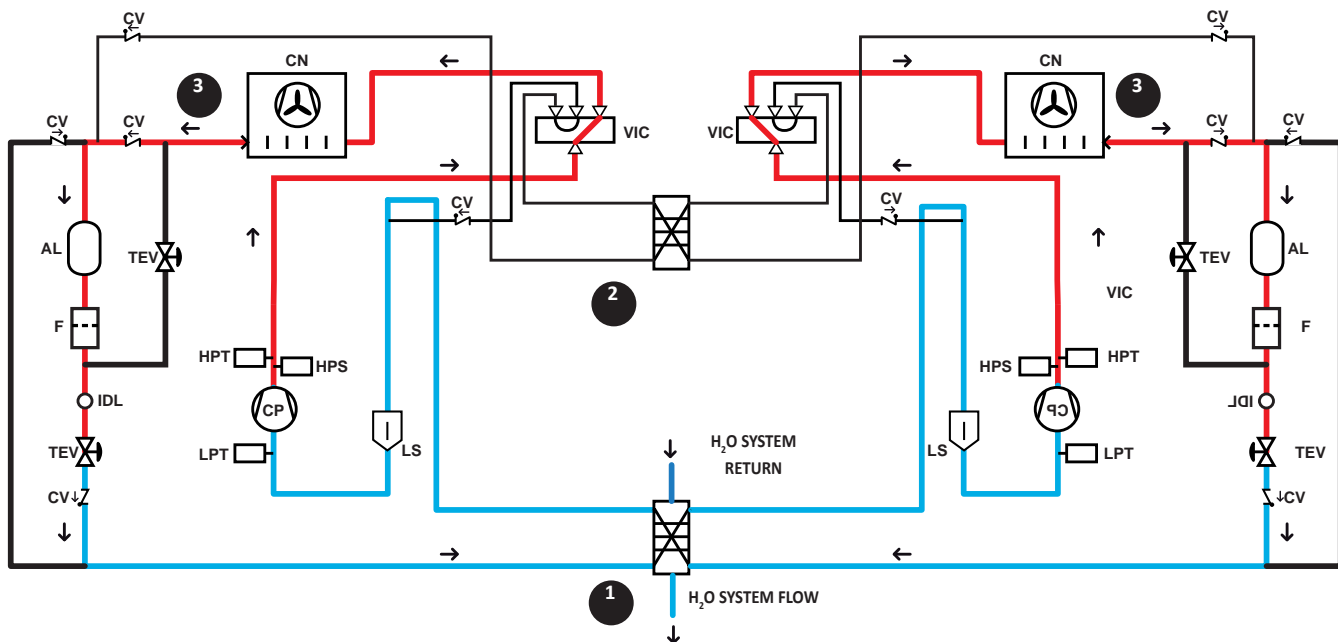 CV
CV
CN
CN
3
3
CV
CV
CV
CV
VIC
VIC
CV
CV
AL
TEV
TEV
AL
2
VIC
F
F
HPT
HPS
HPS
HPT
IDL
CP
CP
IDL
TEV
LPT
LS
H₂O SYSTEM
RETURN
LS
LPT
TEV
CV
CV
1
H₂O SYSTEM FLOW